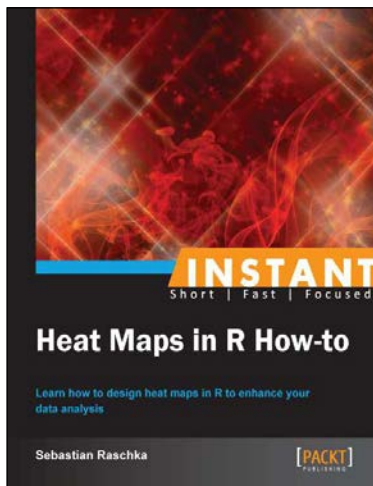 INSTANT
Short | Fast | Focused
Heat Maps in R How-to
Learn how to design heat maps in R to enhance your
data analysis
Sebastian Raschka
[PACKT]
PUBLISHING